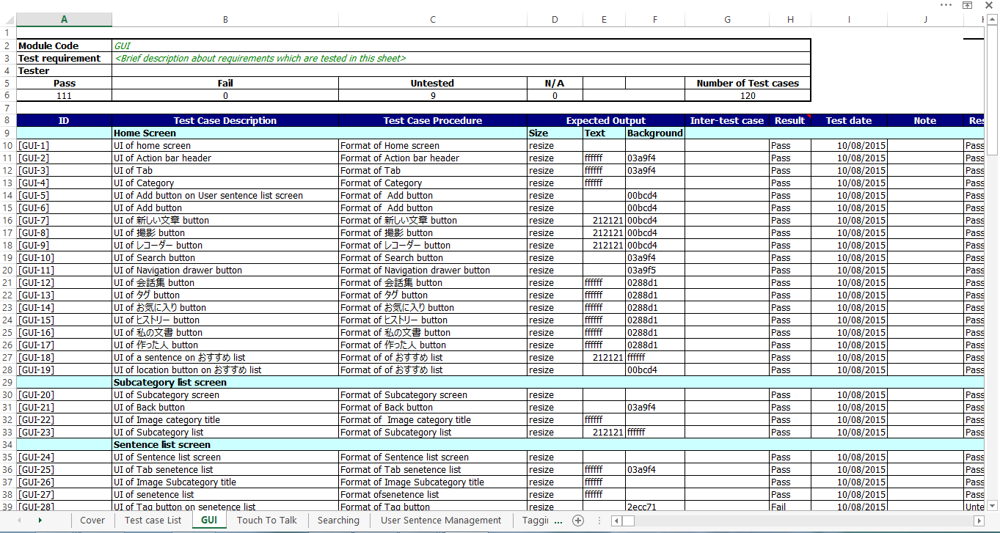 A B C D E F G H I J
1
2 Module Code GUI
3 Test requirement <Brief description about requirements which are tested in this sheet>
4 Tester
5 Pass Fail Untested N/A Number of Test cases
6 111 0 9 0 120
7
8 ID Test Case Description Test Case Procedure Expected Output Inter-test case Result Test date Note Res
9 Home Screen Size Text Background
10 [GUI-1] UI of home screen Format of Home screen resize Pass 10/08/2015 Pass
11 [GUI-2] UI of Action bar header Format of Action bar header resize ffffff 03a9f4 Pass 10/08/2015 Pass
12 [GUI-3] UI of Tab Format of Tab resize ffffff 03a9f4 Pass 10/08/2015 Pass
13 [GUI-4] UI of Category Format of Category resize ffffff Pass 10/08/2015 Pass
14 [GUI-5] UI of Add button on User sentence list screen Format of  Add button resize 00bcd4 Pass 10/08/2015 Pass
15 [GUI-6] UI of Add button Format of  Add button resize 00bcd4 Pass 10/08/2015 Pass
16 [GUI-7] UI of 新しい文章 button Format of 新しい文章 button resize 212121 00bcd4 Pass 10/08/2015 Pass
17 [GUI-8] UI of 撮影 button Format of 撮影 button resize 212121 00bcd4 Pass 10/08/2015 Pass
18 [GUI-9] UI of レコーダー button Format of レコーダー button resize 212121 00bcd4 Pass 10/08/2015 Pass
19 [GUI-10] UI of Search button Format of Search button resize 03a9f4 Pass 10/08/2015 Pass
20 [GUI-11] UI of Navigation drawer button Format of Navigation drawer button resize 03a9f5 Pass 10/08/2015 Pass
21 [GUI-12] UI of 会話集 button Format of 会話集 button resize ffffff 0288d1 Pass 10/08/2015 Pass
22 [GUI-13] UI of タグ button Format of タグ button resize ffffff 0288d1 Pass 10/08/2015 Pass
23 [GUI-14] UI of お気に入り button Format of お気に入り button resize ffffff 0288d1 Pass 10/08/2015 Pass
24 [GUI-15] UI of ヒストリー button Format of ヒストリー button resize ffffff 0288d1 Pass 10/08/2015 Pass
25 [GUI-16] UI of 私の文書 button Format of 私の文書 button resize ffffff 0288d1 Pass 10/08/2015 Pass
26 [GUI-17] UI of 作った人 button Format of 作った人 button resize ffffff 0288d1 Pass 10/08/2015 Pass
27 [GUI-18] UI of a sentence on おすすめ list Format of of おすすめ list resize 212121 ffffff Pass 10/08/2015 Pass
28 [GUI-19] UI of location button on おすすめ list Format of of おすすめ list resize 00bcd4 Pass 10/08/2015 Pass
29 Subcategory list screen
30 [GUI-20] UI of Subcategory screen Format of Subcategory screen resize Pass 10/08/2015 Pass
31 [GUI-21] UI of Back button Format of Back button resize 03a9f4 Pass 10/08/2015 Pass
32 [GUI-22] UI of Image category title Format of  Image category title resize ffffff Pass 10/08/2015 Pass
33 [GUI-23] UI of Subcategory list Format of Subcategory list resize 212121 ffffff Pass 10/08/2015 Pass
34 Sentence list screen
35 [GUI-24] UI of Sentence list screen Format of Sentence list screen resize Pass 10/08/2015 Pass
36 [GUI-25] UI of Tab senetence list Format of Tab senetence list resize ffffff 03a9f4 Pass 10/08/2015 Pass
37 [GUI-26] UI of Image Subcategory title Format of Image Subcategory title resize ffffff Pass 10/08/2015 Pass
38 [GUI-27] UI of senetence list Format ofsenetence list resize ffffff Pass 10/08/2015 Pass
39 [GUI-28] UI of Tag button on senetence list Format of Tag button resize 2ecc71 Fail 10/08/2015 Unte
Cover Test case List GUI Touch To Talk Searching User Sentence Management Taggi ...